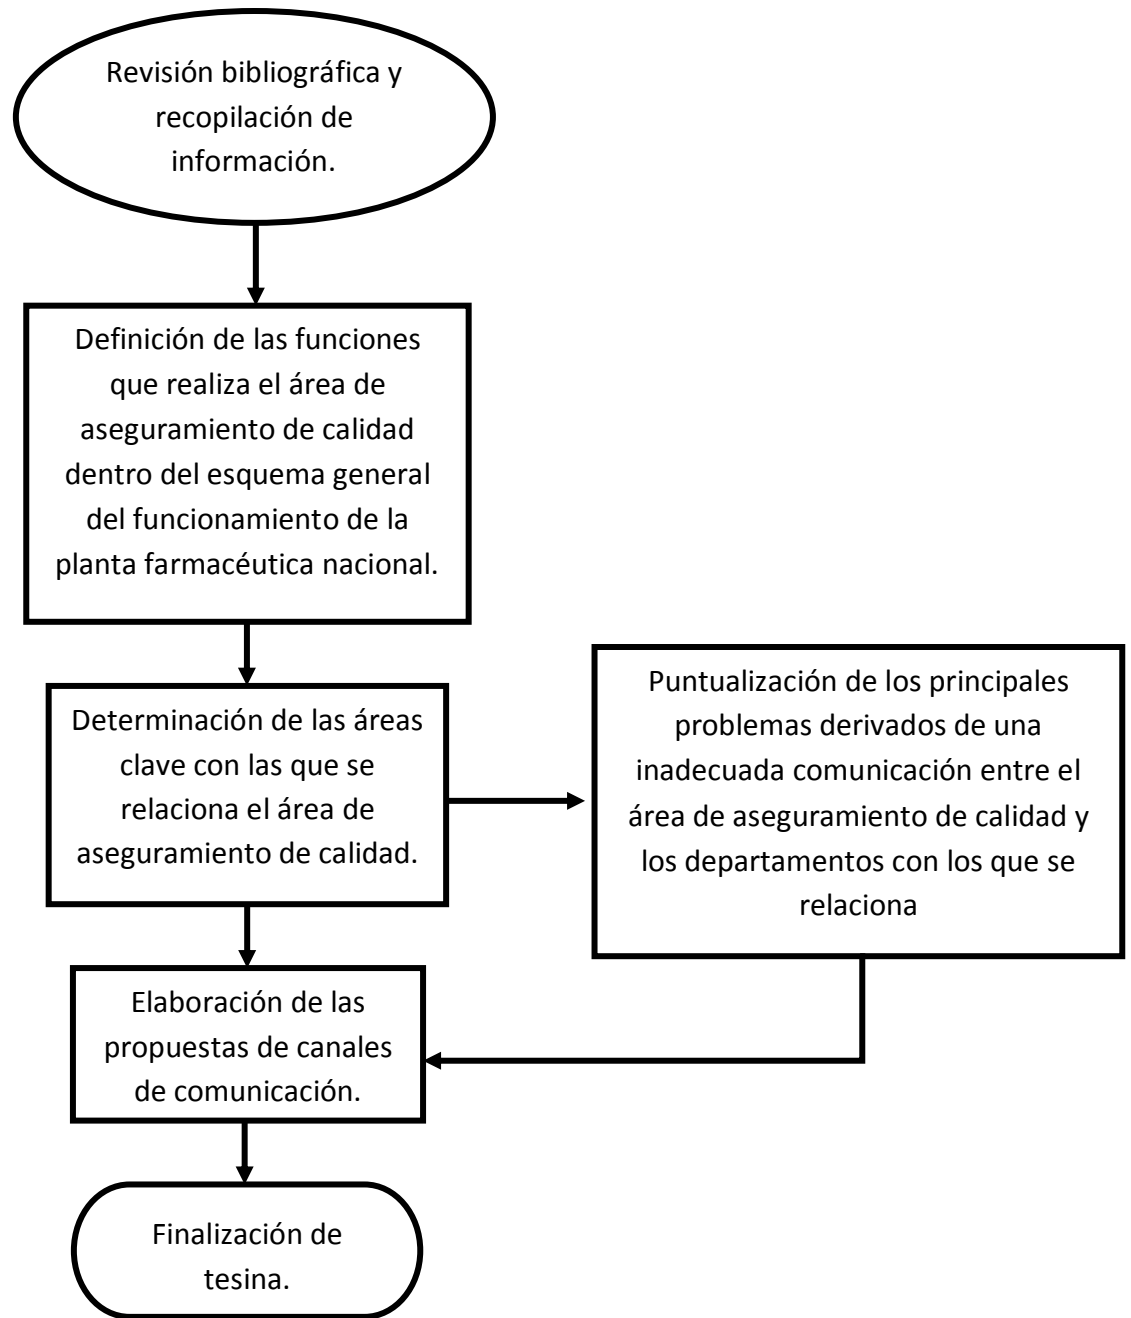 Revisión bibliográfica y
recopilación de
información.
Definición de las funciones
que realiza el área de
aseguramiento de calidad
dentro del esquema general
del funcionamiento de la
planta farmacéutica nacional.
Determinación de las áreas
clave con las que se
relaciona el área de
aseguramiento de calidad.
Puntualización de los principales
problemas derivados de una
inadecuada comunicación entre el
área de aseguramiento de calidad y
los departamentos con los que se
relaciona
Elaboración de las
propuestas de canales
de comunicación.
Finalización de
tesina.